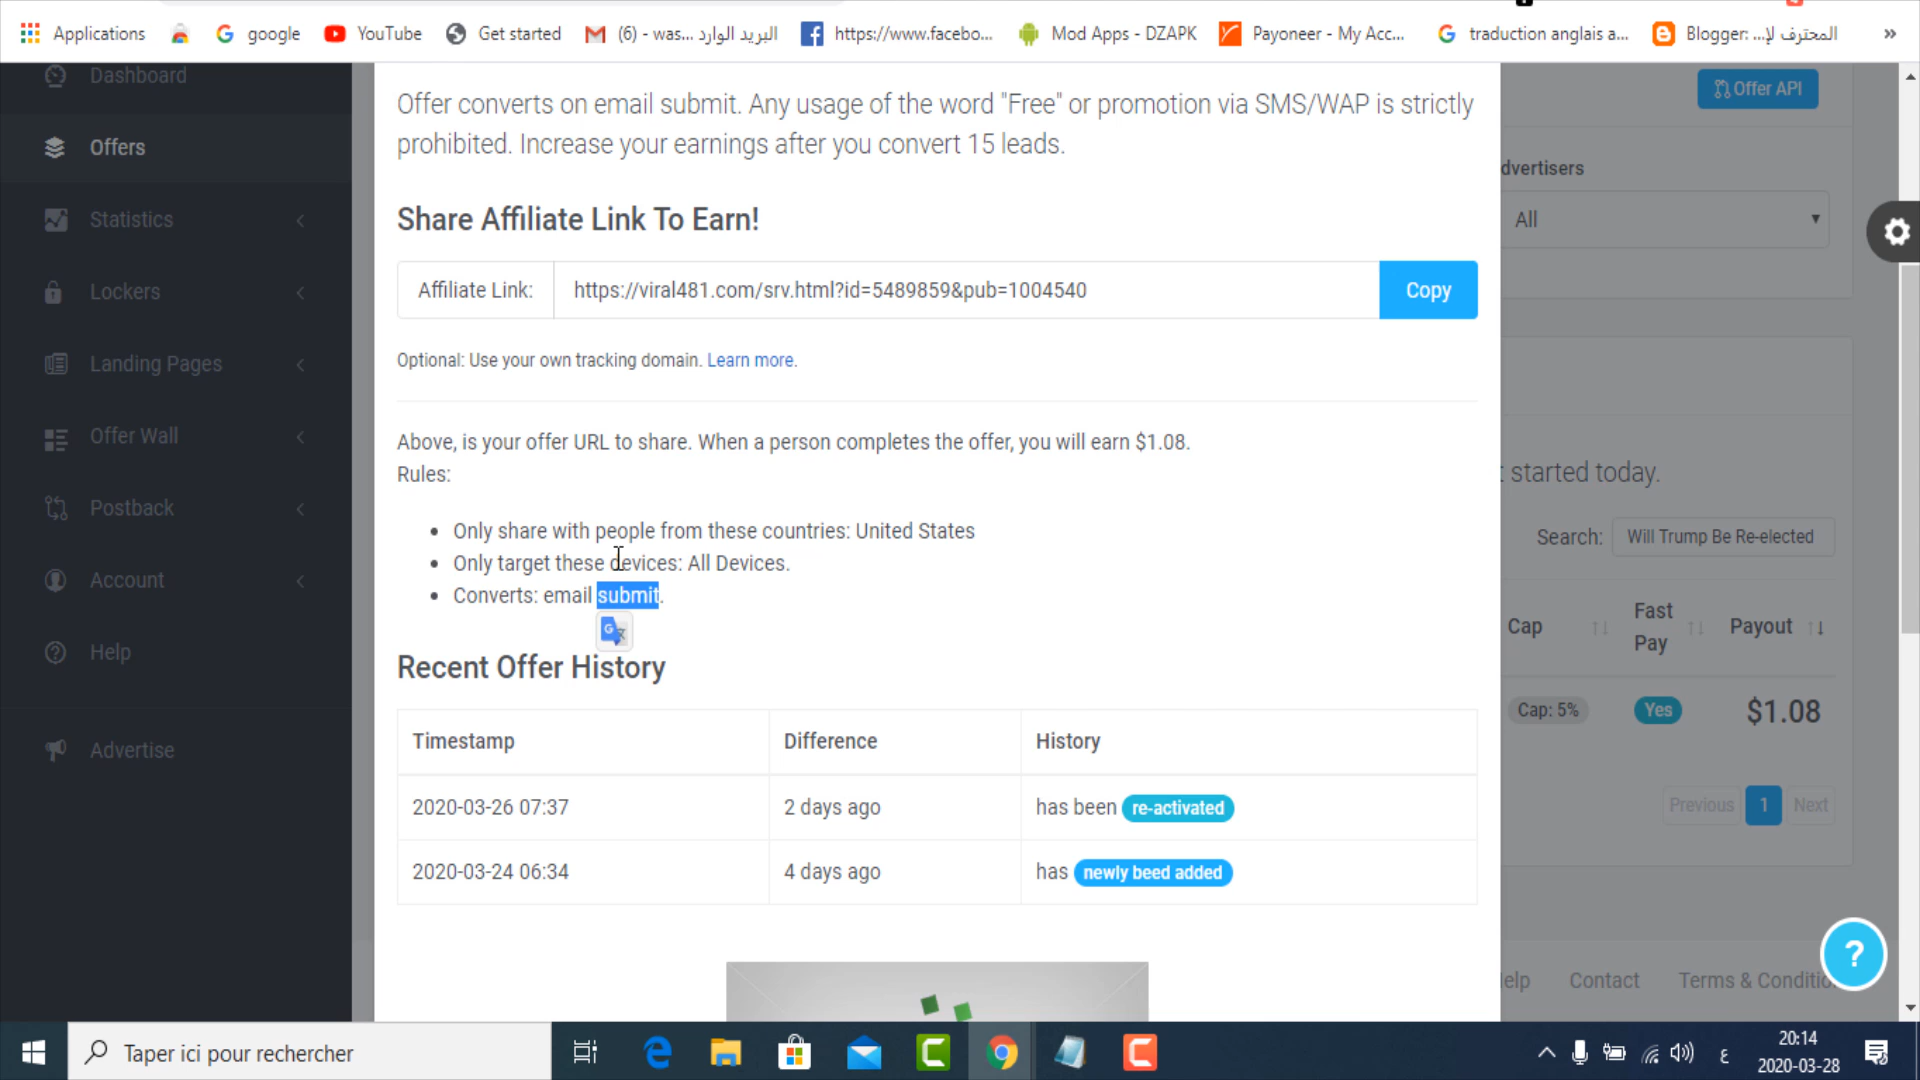 Applications
google
YouTube
Get started
(6) - was... البريد الوارد
https://www.facebo...
Mod Apps - DZAPK
Payoneer - My Acc...
traduction anglais a...
Blogger: ...المحترف لإ
»
Dashboard
Offers
Statistics
Lockers
Landing Pages
Offer Wall
Postback
Account
Help
Advertise
Offer converts on email submit. Any usage of the word "Free" or promotion via SMS/WAP is strictly
prohibited. Increase your earnings after you convert 15 leads.
Share Affiliate Link To Earn!
Affiliate Link:
https://viral481.com/srv.html?id=5489859&pub=1004540
Copy
Optional: Use your own tracking domain. Learn more.
Above, is your offer URL to share. When a person completes the offer, you will earn $1.08.
Rules:
Only share with people from these countries: United States
Only target these devices: All Devices.
Converts: email submit.
Recent Offer History
Timestamp Difference History
2020-03-26 07:37 2 days ago has been re-activated
2020-03-24 06:34 4 days ago has newly beed added
Offer API
dvertisers
All
started today.
Search: Will Trump Be Re-elected
Cap
Fast
Pay
Payout
Cap: 5%
Yes
$1.08
Previous 1 Next
elp
Contact
Terms & Conditio
?
Taper ici pour rechercher
ع
20:14
2020-03-28